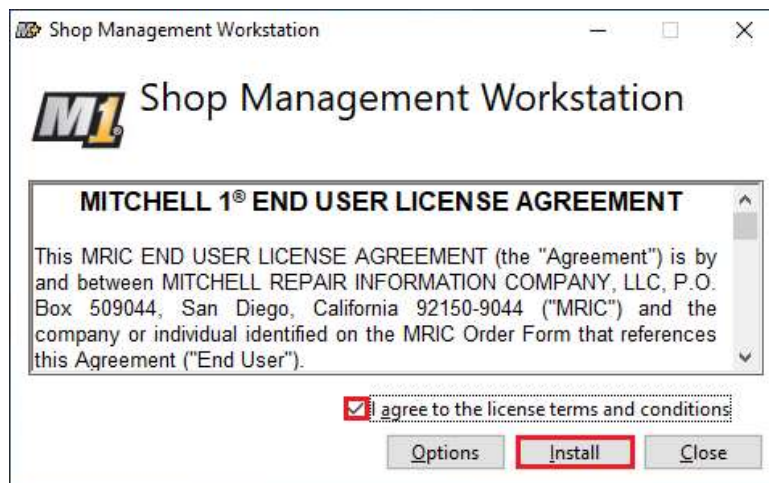 Shop Management Workstation
M1® Shop Management Workstation
MITCHELL 1® END USER LICENSE AGREEMENT
This MRIC END USER LICENSE AGREEMENT (the "Agreement") is by
and between MITCHELL REPAIR INFORMATION COMPANY, LLC, P.O.
Box 509044, San Diego, California 92150-9044 ("MRIC") and the
company or individual identified on the MRIC Order Form that references
this Agreement ("End User").
I agree to the license terms and conditions
Options Install Close